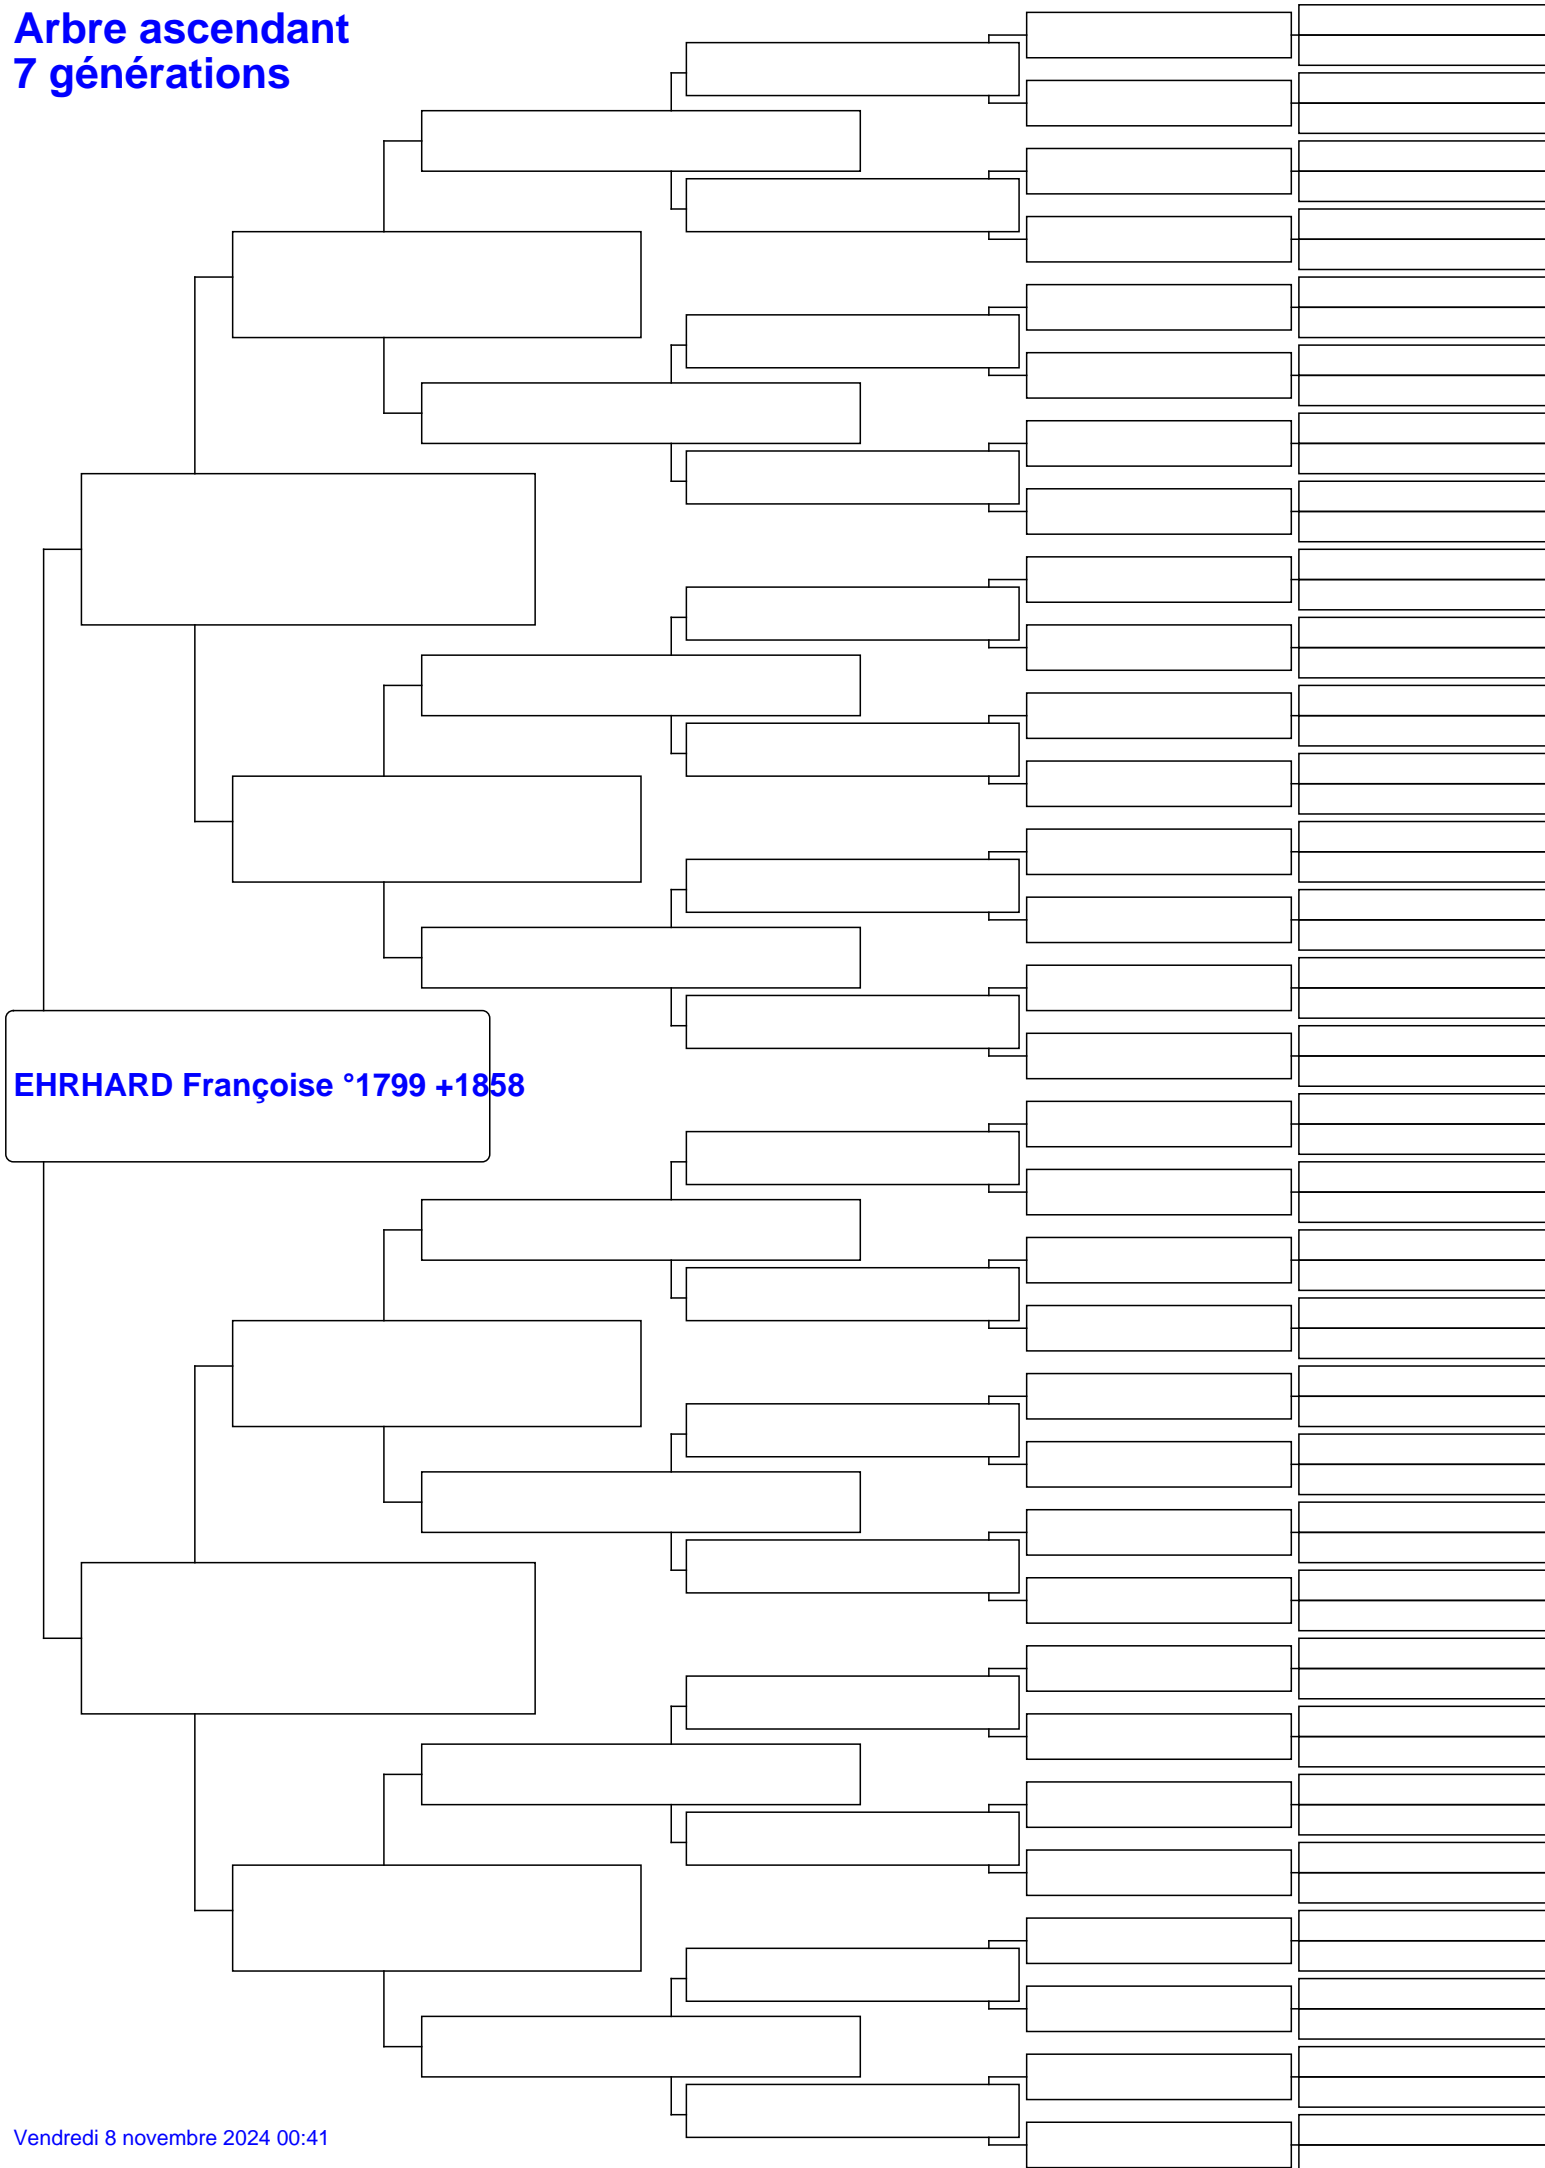 Arbre ascendant
7 générations
EHRHARD Françoise °1799 +1858
Vendredi 8 novembre 2024 00:41